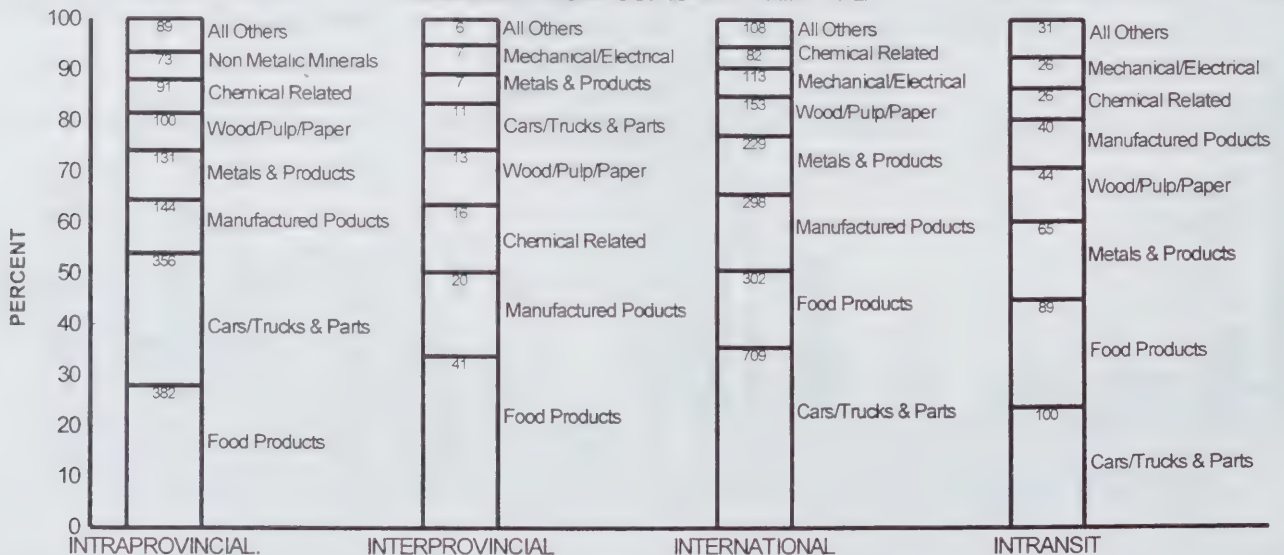 PERCENT
100
90
80
70
60
50
40
30
20
10
0
89 All Others
73 Non Metalic Minerals
91 Chemical Related
100 Wood/Pulp/Paper
131 Metals & Products
144 Manufactured Poducts
356 Cars/Trucks & Parts
382 Food Products
INTRAPROVINCIAL.
6 All Others
7 Mechanical/Electrical
7 Metals & Products
11 Cars/Trucks & Parts
13 Wood/Pulp/Paper
16 Chemical Related
20 Manufactured Poducts
41 Food Products
INTERPROVINCIAL
108 All Others
82 Chemical Related
113 Mechanical/Electrical
153 Wood/Pulp/Paper
229 Metals & Products
298 Manufactured Poducts
302 Food Products
709 Cars/Trucks & Parts
INTERNATIONAL
31 All Others
26 Mechanical/Electrical
26 Chemical Related
40 Manufactured Poducts
44 Wood/Pulp/Paper
65 Metals & Products
89 Food Products
100 Cars/Trucks & Parts
INTRANSIT